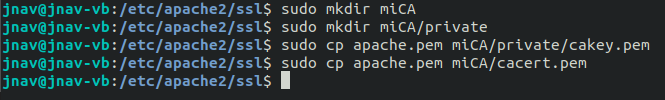 jnav@jnav-vb:/etc/apache2/ssl$ sudo mkdir miCA
jnav@jnav-vb:/etc/apache2/ssl$ sudo mkdir miCA/private
jnav@jnav-vb:/etc/apache2/ssl$ sudo cp apache.pem miCA/private/cakey.pem
jnav@jnav-vb:/etc/apache2/ssl$ sudo cp apache.pem miCA/cacert.pem
jnav@jnav-vb:/etc/apache2/ssl$